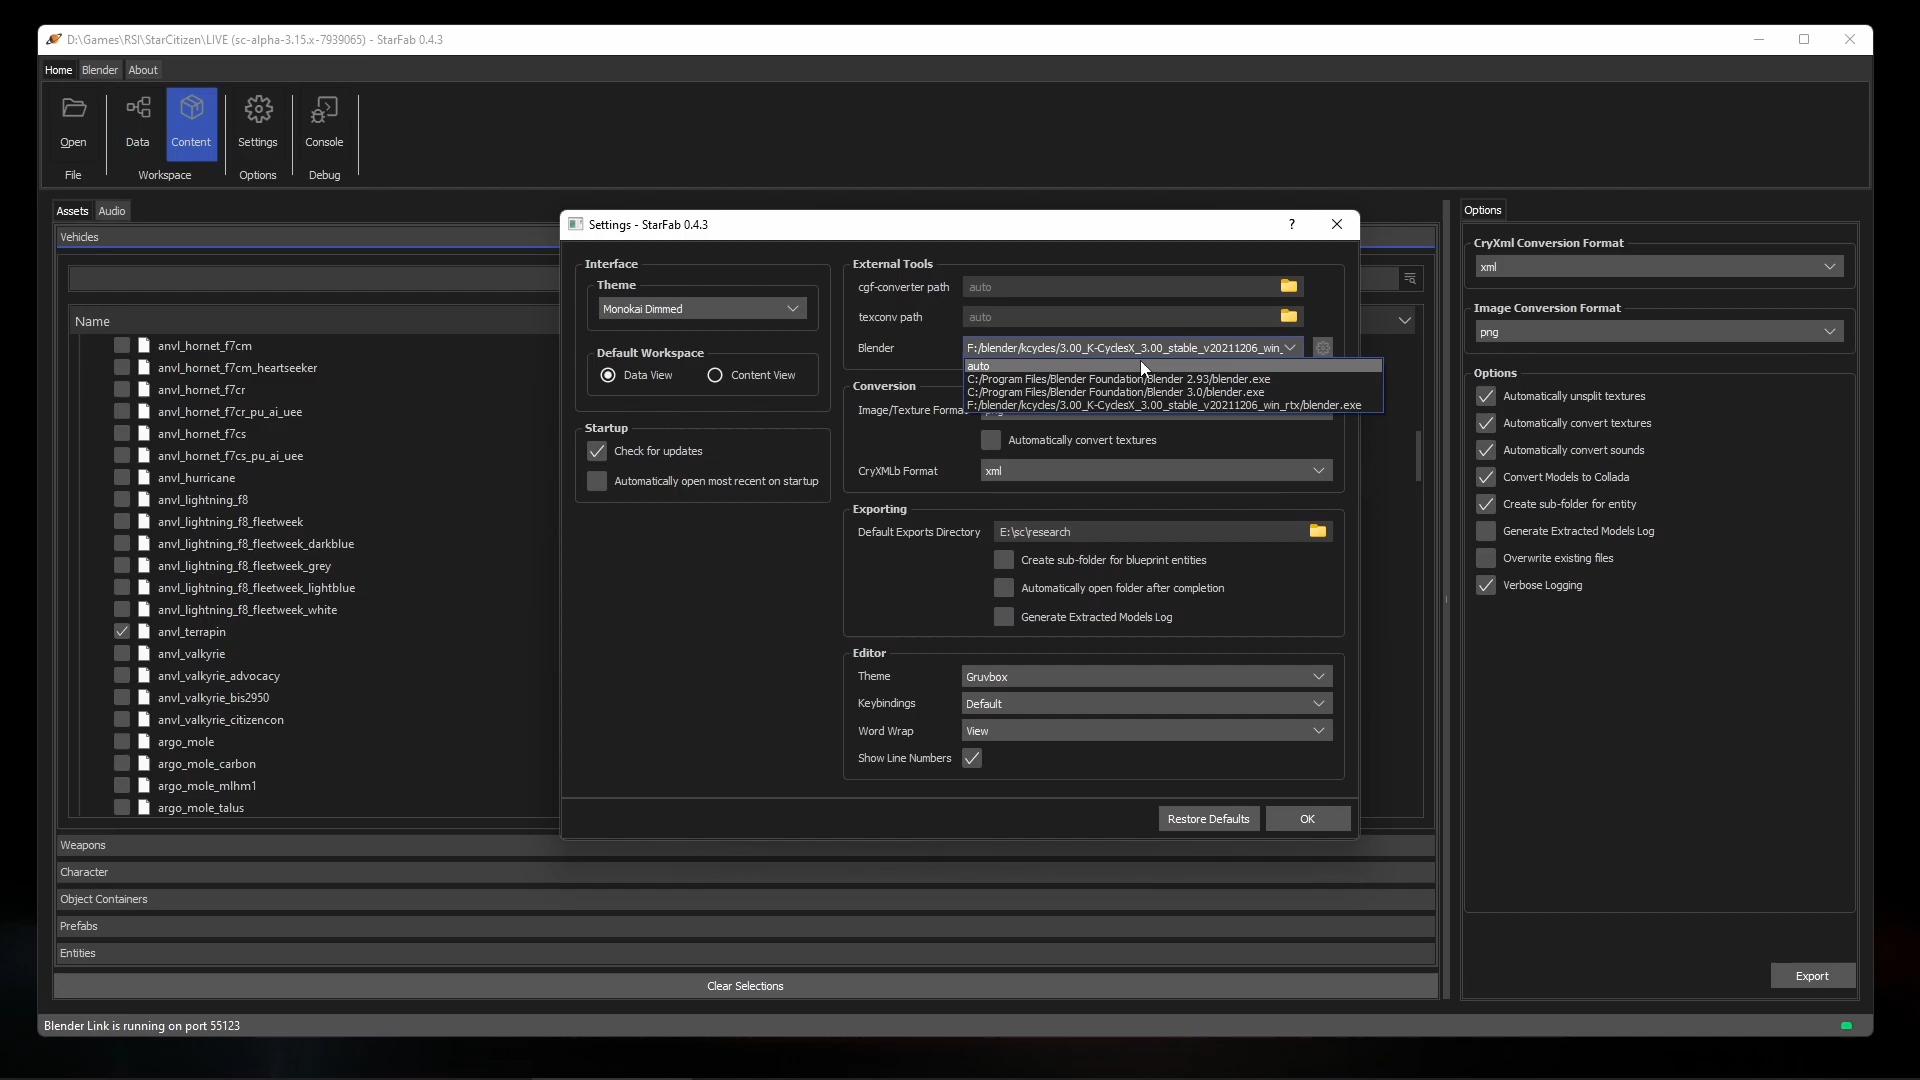 D:\Games\RSI\StarCitizen\LIVE (sc-alpha-3.15.x-7939065) - StarFab 0.4.3
Home Blender About
Open Data Content Settings Console
File Workspace Options Debug
Assets Audio
Vehicles
Name
anvl_hornet_f7cm
anvl_hornet_f7cm_heartseeker
anvl_hornet_f7cr
anvl_hornet_f7cr_pu_ai_uee
anvl_hornet_f7cs
anvl_hornet_f7cs_pu_ai_uee
anvl_hurricane
anvl_lightning_f8
anvl_lightning_f8_fleetweek
anvl_lightning_f8_fleetweek_darkblue
anvl_lightning_f8_fleetweek_grey
anvl_lightning_f8_fleetweek_lightblue
anvl_lightning_f8_fleetweek_white
anvl_terrapin
anvl_valkyrie
anvl_valkyrie_advocacy
anvl_valkyrie_bis2950
anvl_valkyrie_citizencon
argo_mole
argo_mole_carbon
argo_mole_mlhm1
argo_mole_talus
Weapons
Character
Object Containers
Prefabs
Entities
Clear Selections
Settings - StarFab 0.4.3
?
Interface
Theme
Monokai Dimmed
Default Workspace
Data View Content View
Startup
Check for updates
Automatically open most recent on startup
External Tools
cgf-converter path auto
texconv path auto
Blender F:/blender/kcycles/3.00_K-CyclesX_3.00_stable_v20211206_win_
auto
C:/Program Files/Blender Foundation/Blender 2.93/blender.exe
C:/Program Files/Blender Foundation/Blender 3.0/blender.exe
F:/blender/kcycles/3.00_K-CyclesX_3.00_stable_v20211206_win_rtx/blender.exe
Conversion
Image/Texture Format
Automatically convert textures
CryXMLb Format xml
Exporting
Default Exports Directory E:\sc\research
Create sub-folder for blueprint entities
Automatically open folder after completion
Generate Extracted Models Log
Editor
Theme Gruvbox
Keybindings Default
Word Wrap View
Show Line Numbers
Restore Defaults OK
Options
CryXml Conversion Format
xml
Image Conversion Format
png
Options
Automatically unsplit textures
Automatically convert textures
Automatically convert sounds
Convert Models to Collada
Create sub-folder for entity
Generate Extracted Models Log
Overwrite existing files
Verbose Logging
Export
Blender Link is running on port 55123